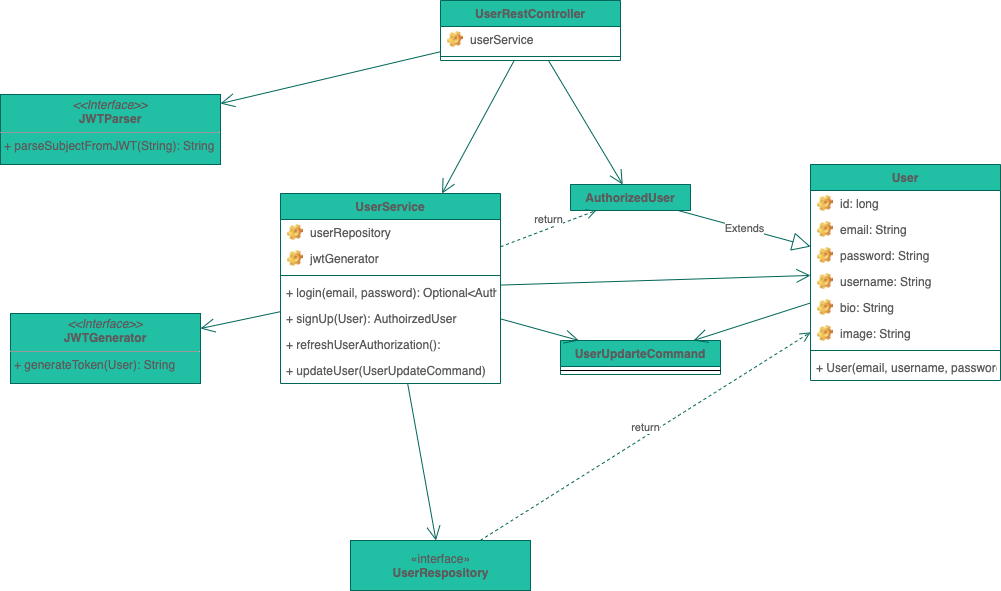 UserRestController
userService
<<Interface>>
JWTParser
+ parseSubjectFromJWT(String): String
UserService
userRepository
jwtGenerator
+ login(email, password): Optional<Auth
+ signUp(User): AuthoirzedUser
+ refreshUserAuthorization():
+ updateUser(UserUpdateCommand)
return
AuthorizedUser
Extends
User
id: long
email: String
password: String
username: String
bio: String
image: String
+ User(email, username, password
<<Interface>>
JWTGenerator
+ generateToken(User): String
UserUpdarteCommand
return
«interface»
UserRespository